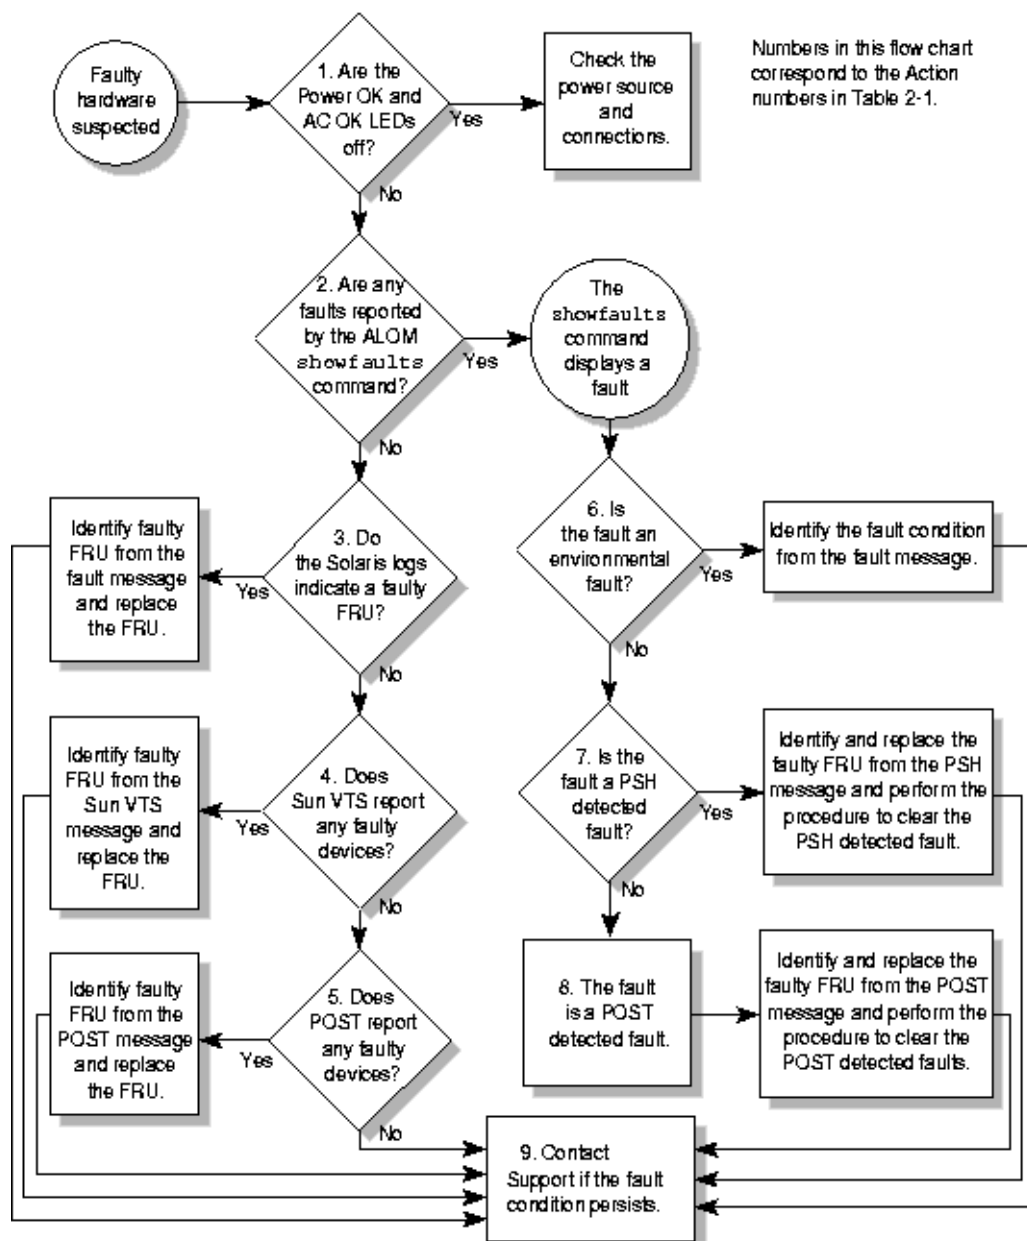 Faulty
hardware
suspected
1. Are the
Power OK and
AC OK LEDs
off?
Yes
No
Check the
power source
and
connections.
Numbers in this flow chart
correspond to the Action
numbers in Table 2-1.
2. Are any
faults reported
by the ALOM
showfaults
command?
Yes
No
The
showfaults
command
displays a
fault
3. Do
the Solaris logs
indicate a faulty
FRU?
Yes
No
Identify faulty
FRU from the
fault message
and replace
the FRU.
6. Is
the fault an
environmental
fault?
Yes
No
Identify the fault condition
from the fault message.
4. Does
Sun VTS report
any faulty
devices?
Yes
No
Identify faulty
FRU from the
Sun VTS
message and
replace the
FRU.
7. Is the
fault a PSH
detected
fault?
Yes
No
Identify and replace the
faulty FRU from the PSH
message and perform the
procedure to clear the
PSH detected fault.
5. Does
POST report
any faulty
devices?
Yes
No
Identify faulty
FRU from the
POST message
and replace
the FRU.
8. The fault
is a POST
detected fault.
Identify and replace the
faulty FRU from the POST
message and perform the
procedure to clear the
POST detected faults.
9. Contact
Support if the fault
condition persists.